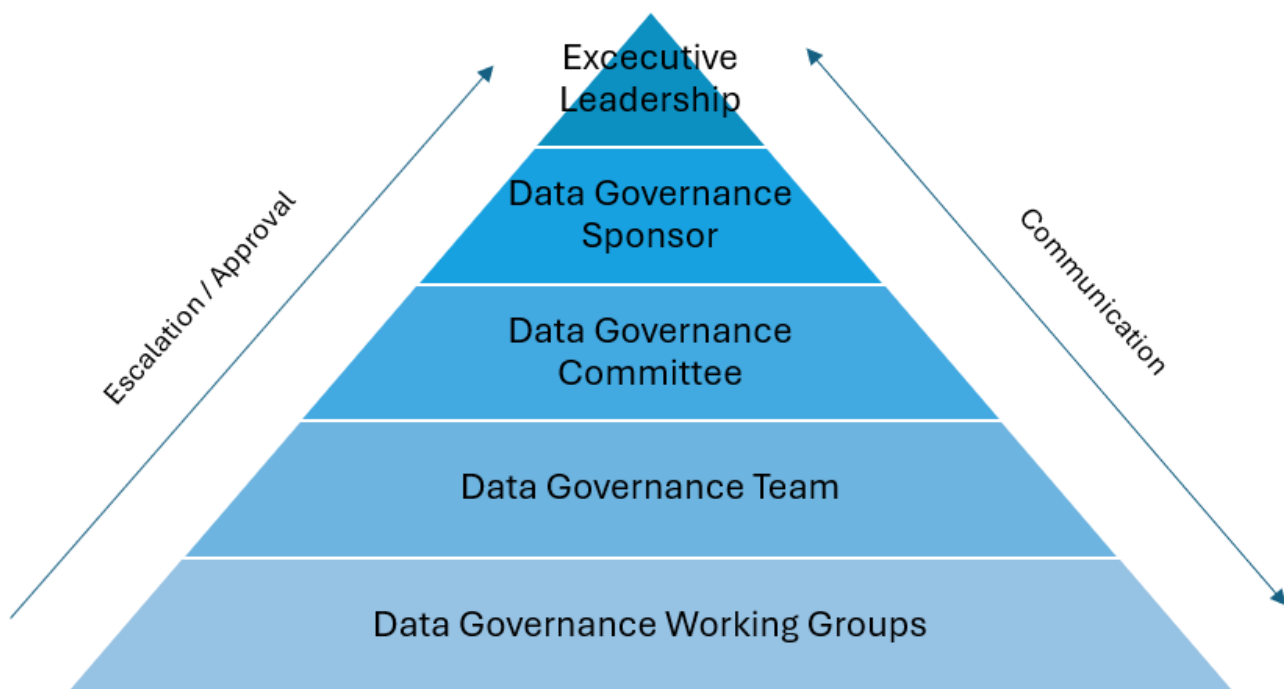 Excecutive
Leadership
Data Governance
Sponsor
Data Governance
Committee
Data Governance Team
Data Governance Working Groups
Escalation / Approval
Communication